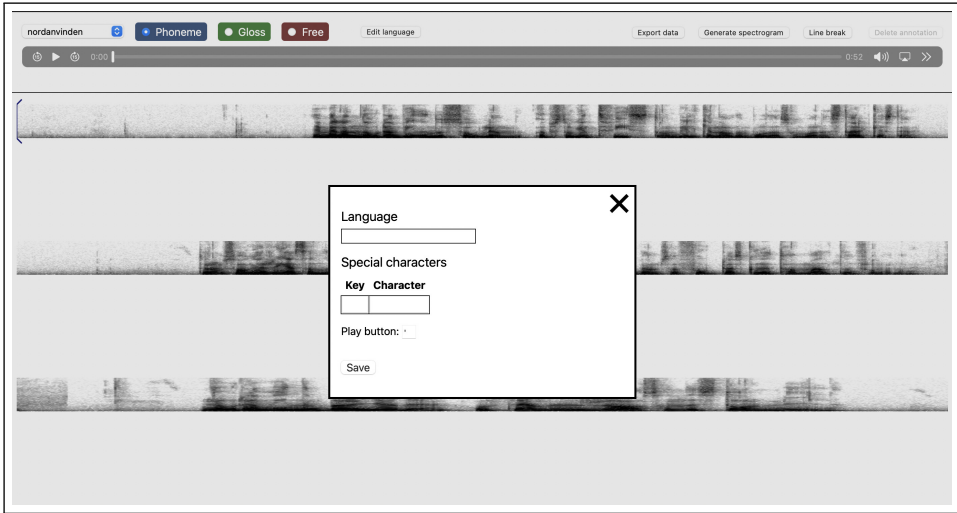 nordanvinden Phoneme Gloss Free Edit language Export data Generate spectrogram Line break Delete annotation
0:00 0:52
Language
Special characters
Key Character
Play button:
Save